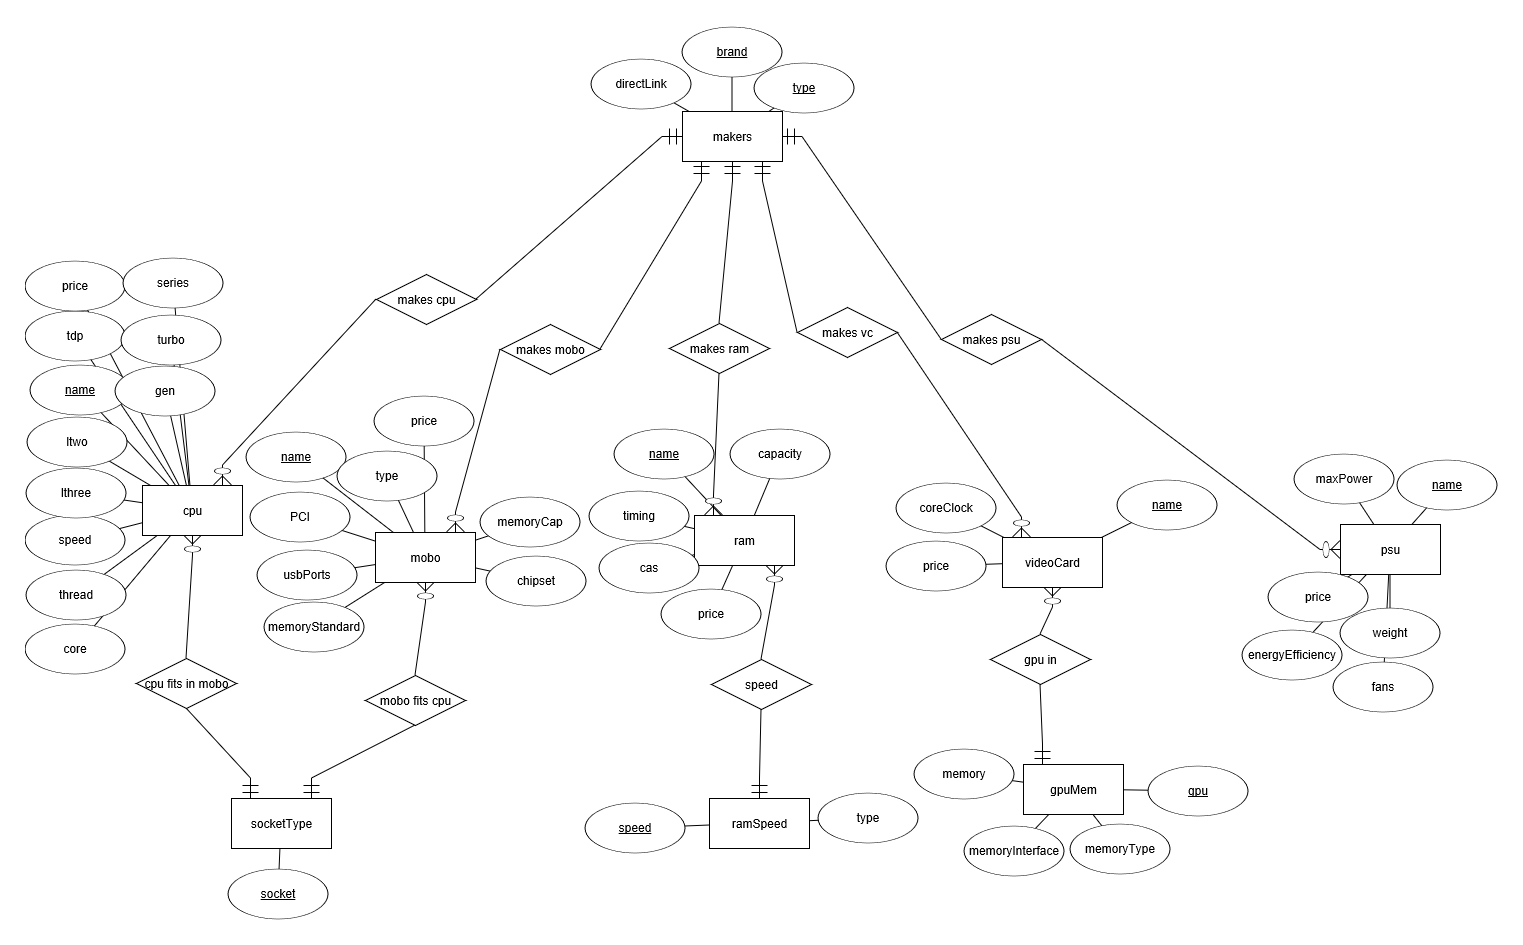 brand
directLink
type
makers
makes cpu
makes mobo
makes ram
makes vc
makes psu
price
series
tdp
turbo
name
gen
ltwo
lthree
cpu
speed
thread
core
price
name
type
PCI
memoryCap
mobo
usbPorts
chipset
memoryStandard
name
capacity
timing
ram
cas
price
coreClock
name
price
videoCard
maxPower
name
psu
price
weight
energyEfficiency
fans
cpu fits in mobo
mobo fits cpu
speed
gpu in
socketType
socket
speed
ramSpeed
type
memory
gpuMem
gpu
memoryInterface
memoryType